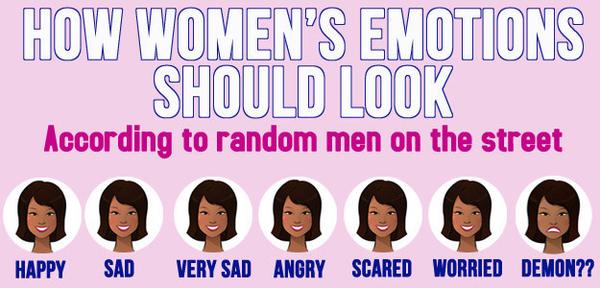 HOW WOMEN'S EMOTIONS
SHOULD LOOK
According to random men on the street
HAPPY SAD VERY SAD ANGRY SCARED WORRIED DEMON??